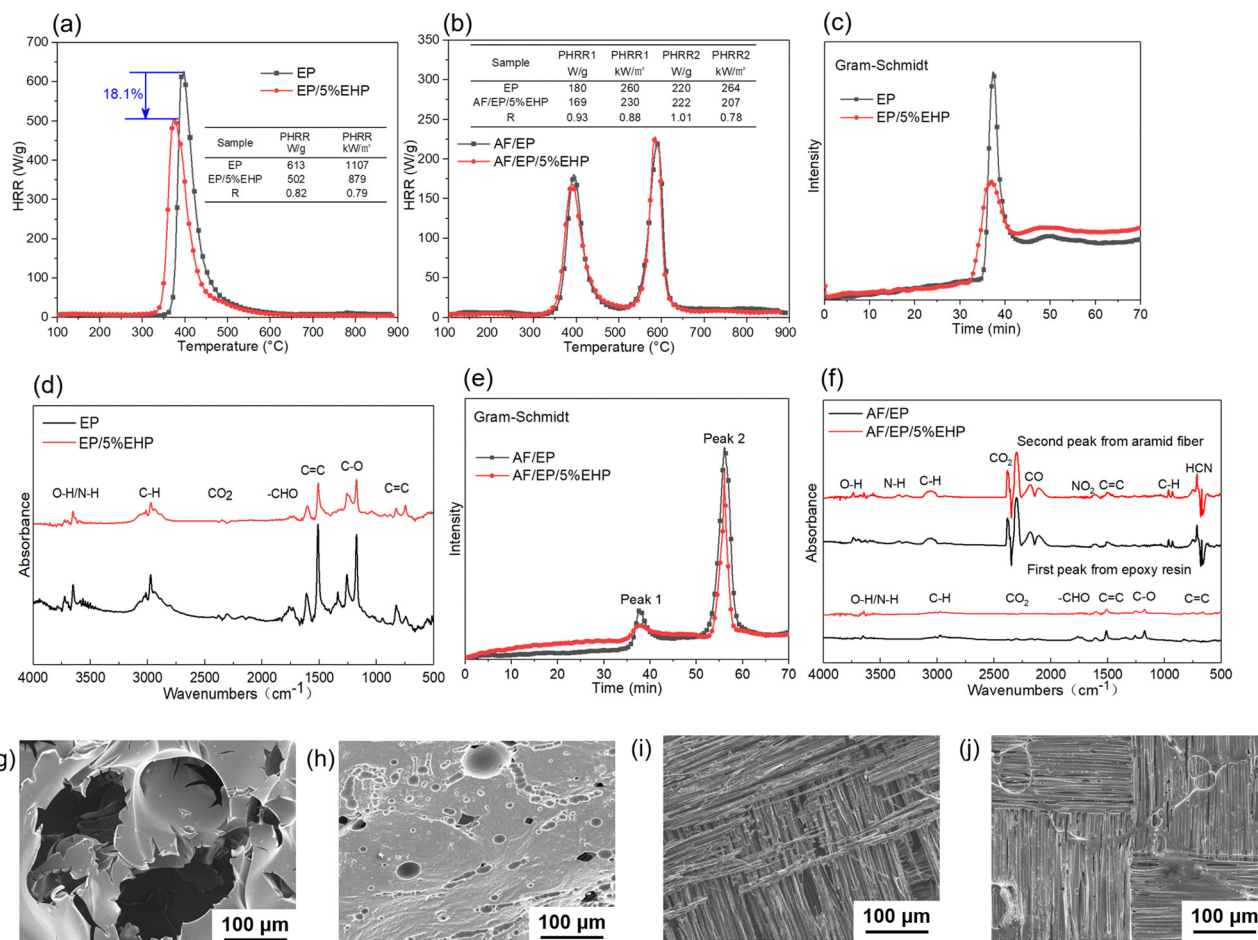 (a)
HRR (W/g)
700
600
500
400
300
200
100
0
18.1%
EP
EP/5%EHP
Sample PHRR W/g PHRR kW/m³
EP 613 1107
EP/5%EHP 502 879
R 0.82 0.79
100 200 300 400 500 600 700 800 900
Temperature (°C)
(b)
HRR (W/g)
350
300
250
200
150
100
50
0
Sample PHRR1 W/g PHRR1 kW/m³ PHRR2 W/g PHRR2 kW/m³
EP 180 260 220 264
AF/EP/5%EHP 169 230 222 207
R 0.93 0.88 1.01 0.78
AF/EP
AF/EP/5%EHP
100 200 300 400 500 600 700 800 900
Temperature (°C)
(c)
Gram-Schmidt
EP
EP/5%EHP
Intensity
0 10 20 30 40 50 60 70
Time (min)
(d)
EP
EP/5%EHP
Absorbance
O-H/N-H C-H CO2 -CHO C=C C-O C=C
4000 3500 3000 2500 2000 1500 1000 500
Wavenumbers (cm-1)
(e)
Gram-Schmidt
AF/EP
AF/EP/5%EHP
Peak 1
Peak 2
Intensity
0 10 20 30 40 50 60 70
Time (min)
(f)
AF/EP
AF/EP/5%EHP
Second peak from aramid fiber
Absorbance
O-H N-H C-H CO2 CO NO2 C=C C-H HCN
First peak from epoxy resin
O-H/N-H C-H CO2 -CHO C=C C-O C=C
4000 3500 3000 2500 2000 1500 1000 500
Wavenumbers (cm-1)
g)
100 µm
(h)
100 µm
(i)
100 µm
(j)
100 µm